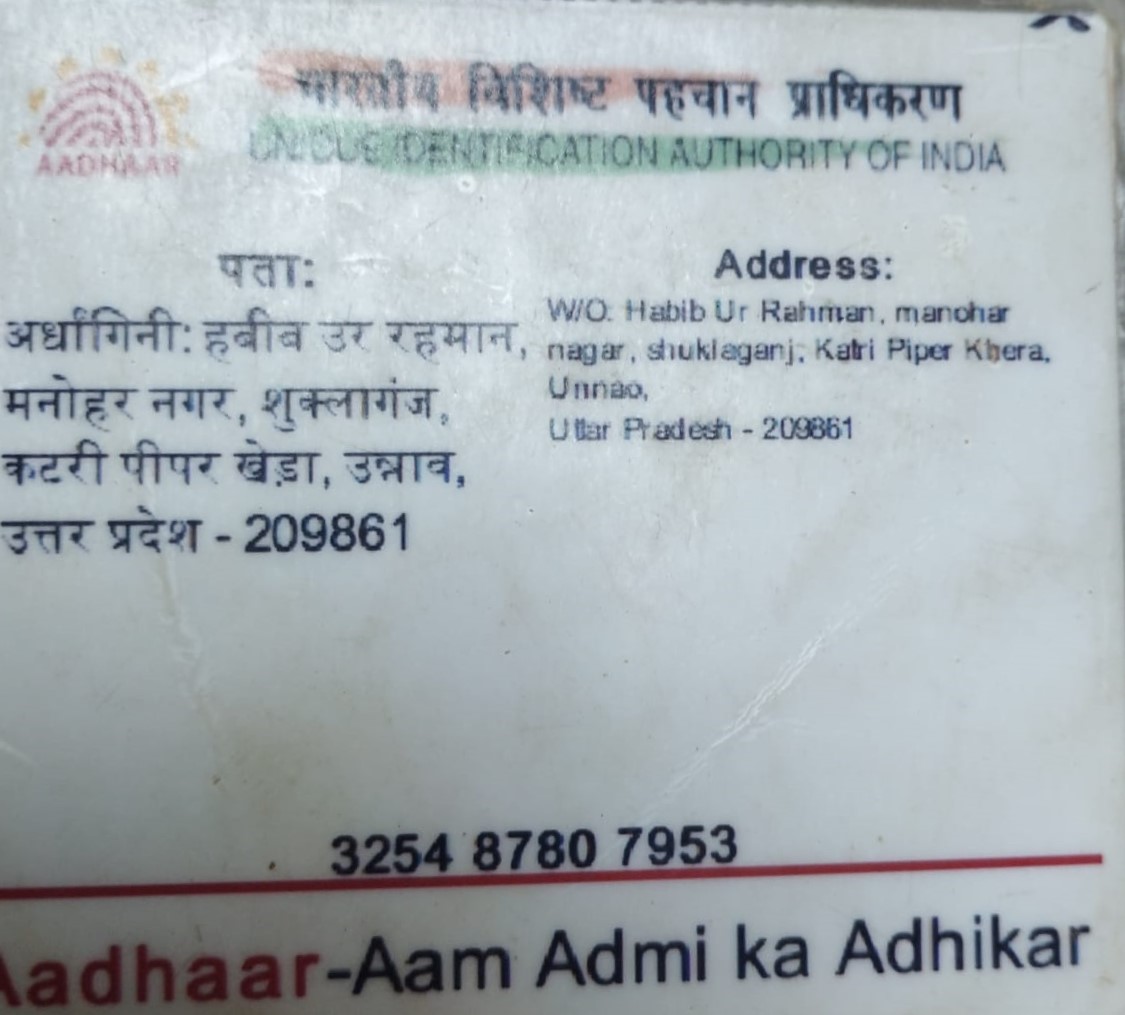 AADHAAR
भारतीय विशिष्ट पहचान प्राधिकरण
UNIQUE IDENTIFICATION AUTHORITY OF INDIA
पता:
अर्धांगिनी: हबीब उर रहमान,
मनोहर नगर, शुक्लागंज,
कटरी पीपर खेड़ा, उन्नाव,
उत्तर प्रदेश - 209861
Address:
W/O: Habib Ur Rahman, manohar
nagar, shuklaganj, Katri Piper Khera,
Unnao,
Uttar Pradesh - 209861
3254 8780 7953
Aadhaar-Aam Admi ka Adhikar